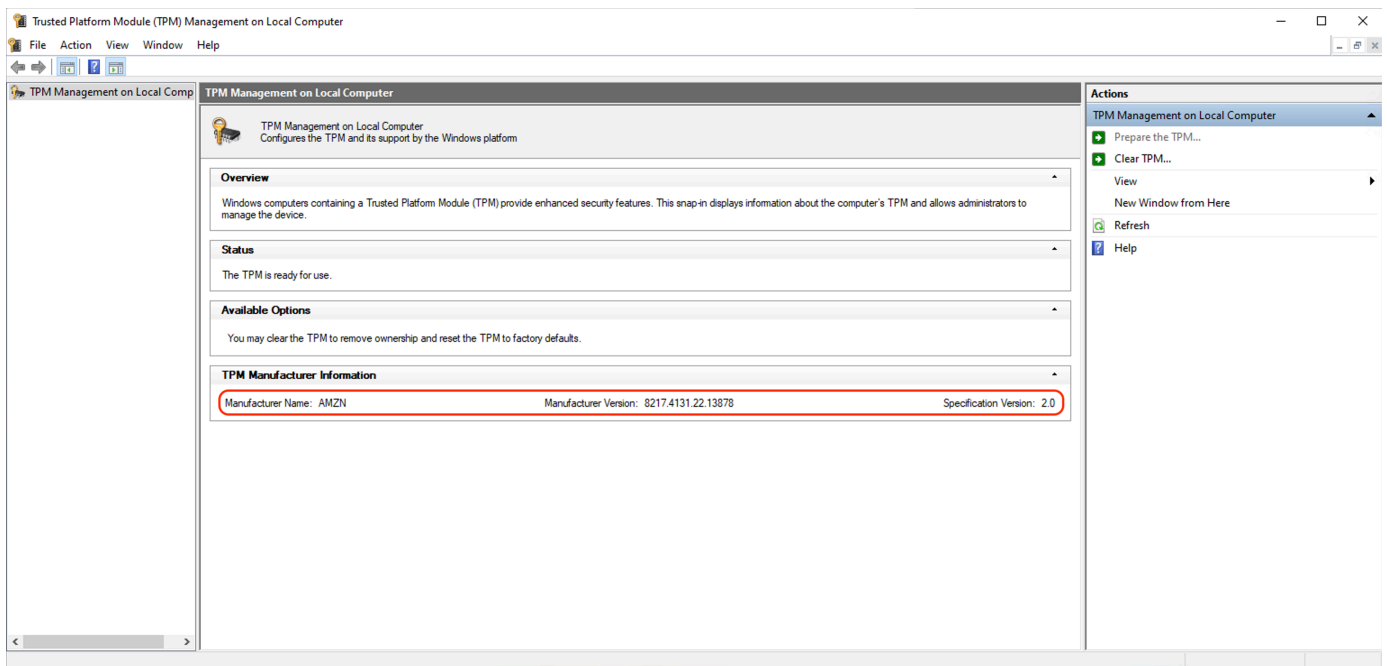 Trusted Platform Module (TPM) Management on Local Computer
File Action View Window Help
TPM Management on Local Comp
TPM Management on Local Computer
TPM Management on Local Computer
Configures the TPM and its support by the Windows platform
Overview
Windows computers containing a Trusted Platform Module (TPM) provide enhanced security features. This snap-in displays information about the computer's TPM and allows administrators to
manage the device.
Status
The TPM is ready for use.
Available Options
You may clear the TPM to remove ownership and reset the TPM to factory defaults.
TPM Manufacturer Information
Manufacturer Name: AMZN Manufacturer Version: 8217.4131.22.13878 Specification Version: 2.0
Actions
TPM Management on Local Computer
Prepare the TPM...
Clear TPM...
View
New Window from Here
Refresh
Help